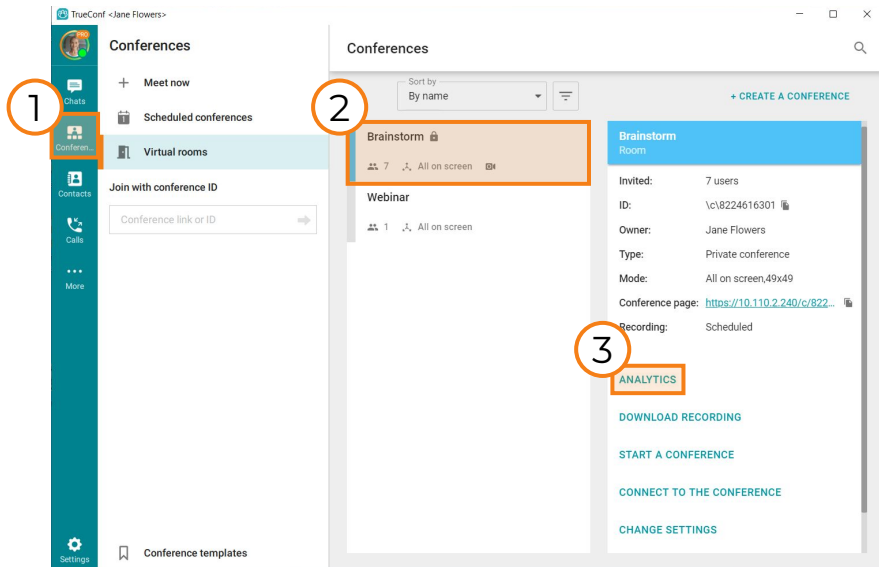 TrueConf <Jane Flowers>
PRO
Conferences
Conferences
Meet now
Sort by
By name
+ CREATE A CONFERENCE
1
Chats
2
Scheduled conferences
Brainstorm
Brainstorm
Room
Conferen...
Virtual rooms
7 All on screen
Invited: 7 users
Join with conference ID
Webinar
ID: \c\8224616301
Contacts
Conference link or ID
1 All on screen
Owner: Jane Flowers
Calls
Type: Private conference
Mode: All on screen,49x49
More
Conference page: https://10.110.2.240/c/822...
Recording: Scheduled
3
ANALYTICS
DOWNLOAD RECORDING
START A CONFERENCE
CONNECT TO THE CONFERENCE
CHANGE SETTINGS
Settings
Conference templates